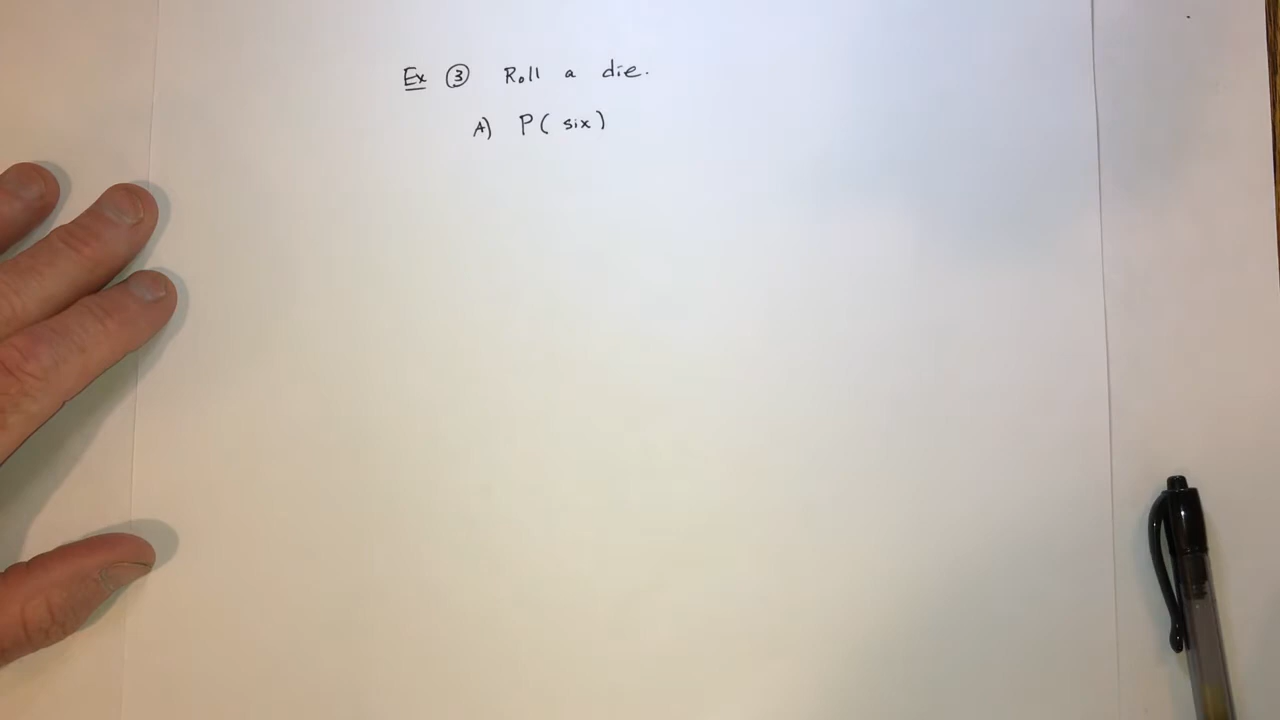 Ex ③ Roll a die.
A) P( six )